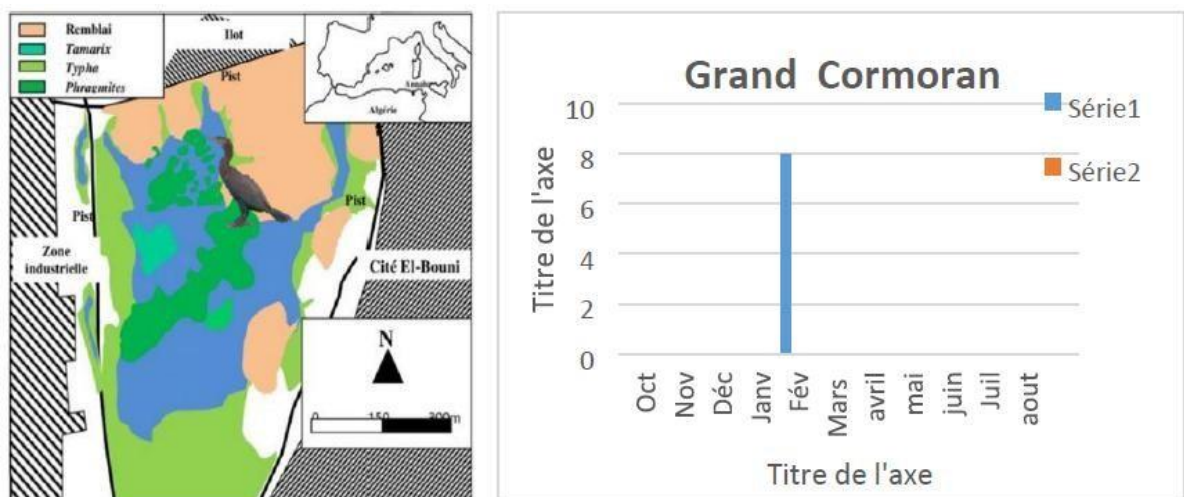 Remblai
Tamarix
Typha
Phragmites
Ilot
Pist
Annaba
Algérie
Pist
Pist
Zone
industrielle
Cité El-Bouni
N
0 150 300m
Grand Cormoran
Titre de l'axe
10
8
6
4
2
0
Oct
Nov
Déc
Janv
Fév
Mars
avril
mai
juin
Juil
aout
Titre de l'axe
Série1
Série2